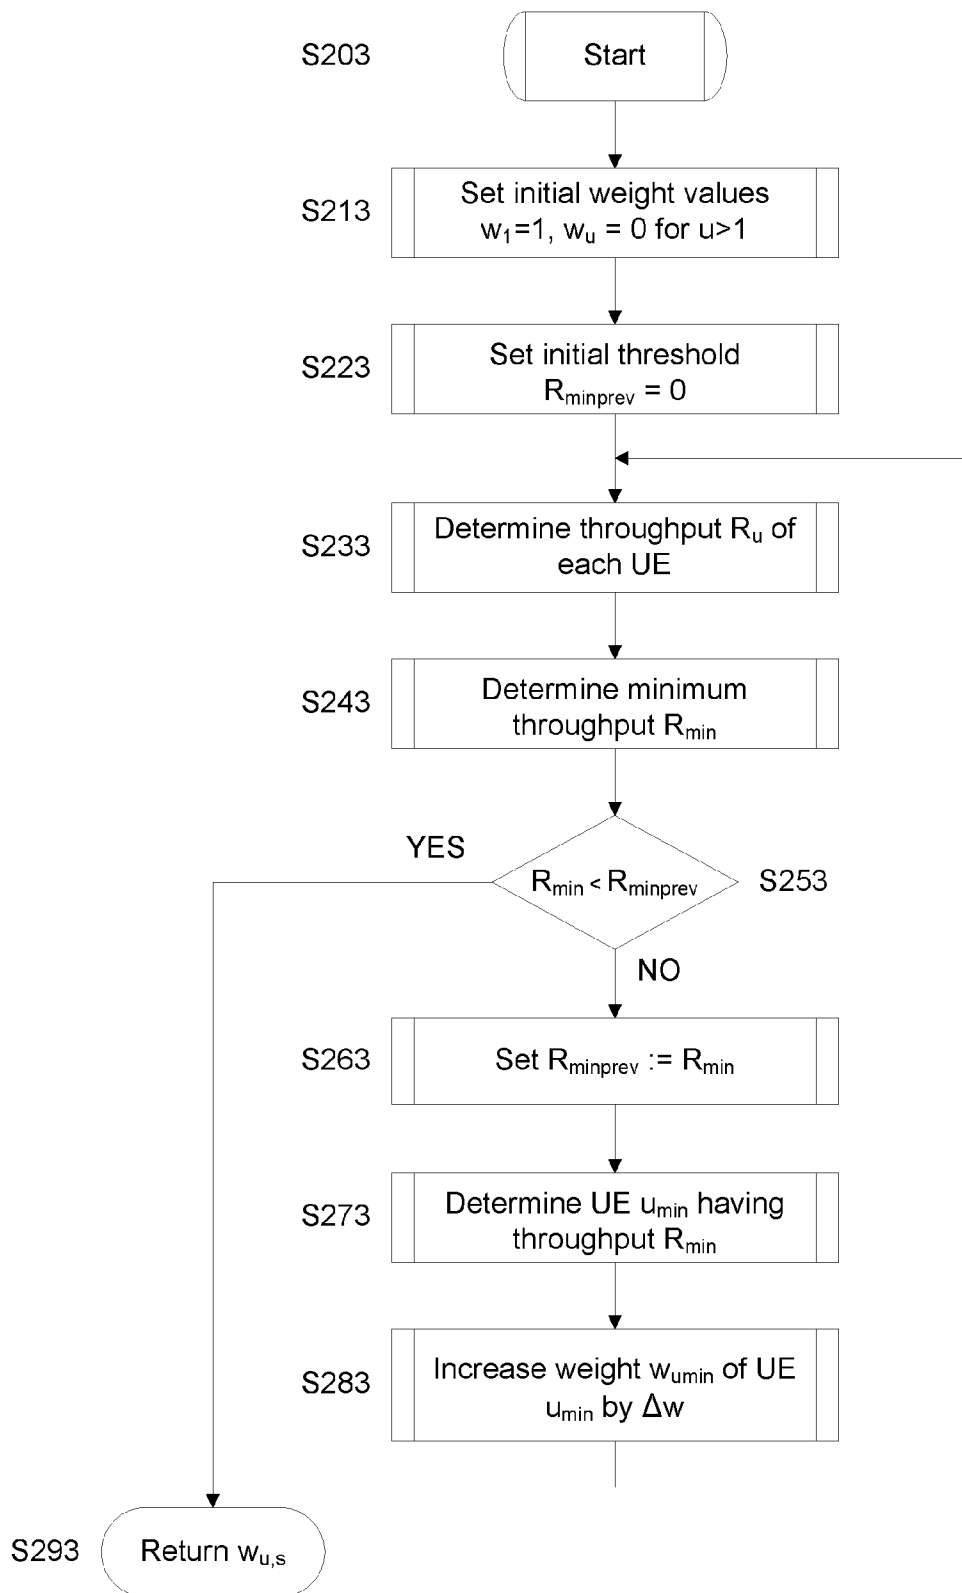 S203
Start
S213
Set initial weight values
w₁=1, wᵤ = 0 for u>1
S223
Set initial threshold
Rminprev = 0
S233
Determine throughput Rᵤ of
each UE
S243
Determine minimum
throughput Rmin
YES
Rmin < Rminprev
S253
NO
S263
Set Rminprev := Rmin
S273
Determine UE umin having
throughput Rmin
S283
Increase weight wumin of UE
umin by Δw
S293
Return wu,s